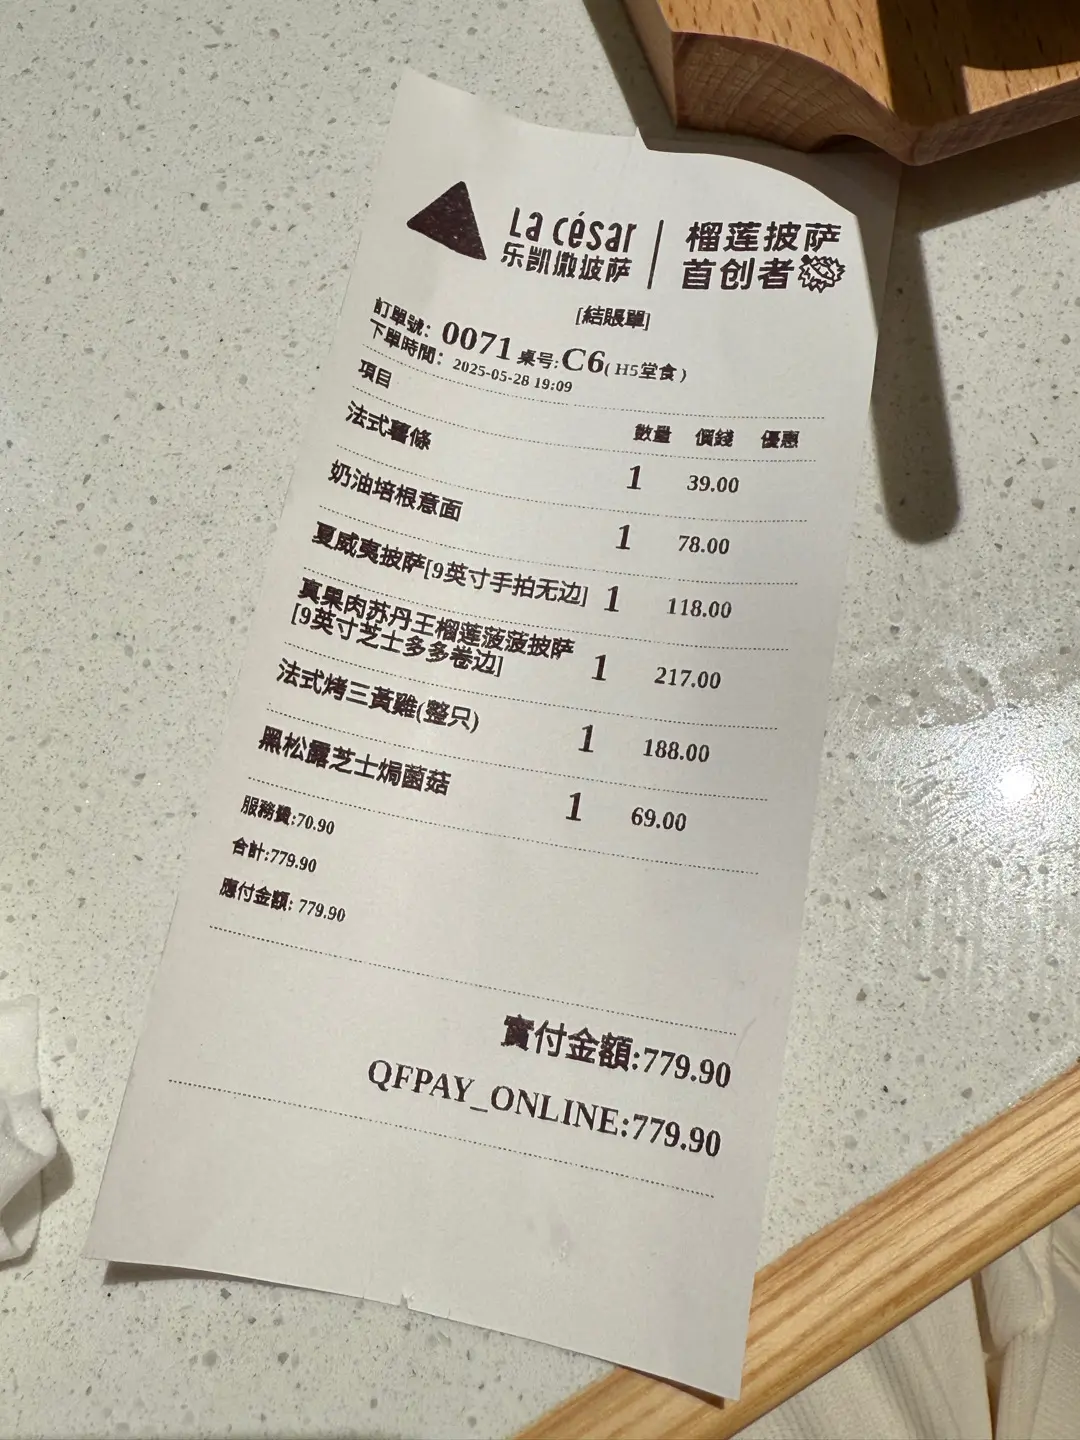 La césar
乐凯撒披萨
榴莲披萨
首创者
[結賬單]
訂單號: 0071 桌号:C6( H5堂食 )
下單時間: 2025-05-28 19:09
項目 數量 價錢 優惠
法式薯條 1 39.00
奶油培根意面 1 78.00
夏威夷披萨[9英寸手拍无边] 1 118.00
真果肉苏丹王榴莲菠菠披萨
[9英寸芝士多多卷边] 1 217.00
法式烤三黃雞(整只) 1 188.00
黑松露芝士焗菌菇 1 69.00
服務費:70.90
合計:779.90
應付金額: 779.90
實付金額:779.90
QFPAY_ONLINE:779.90